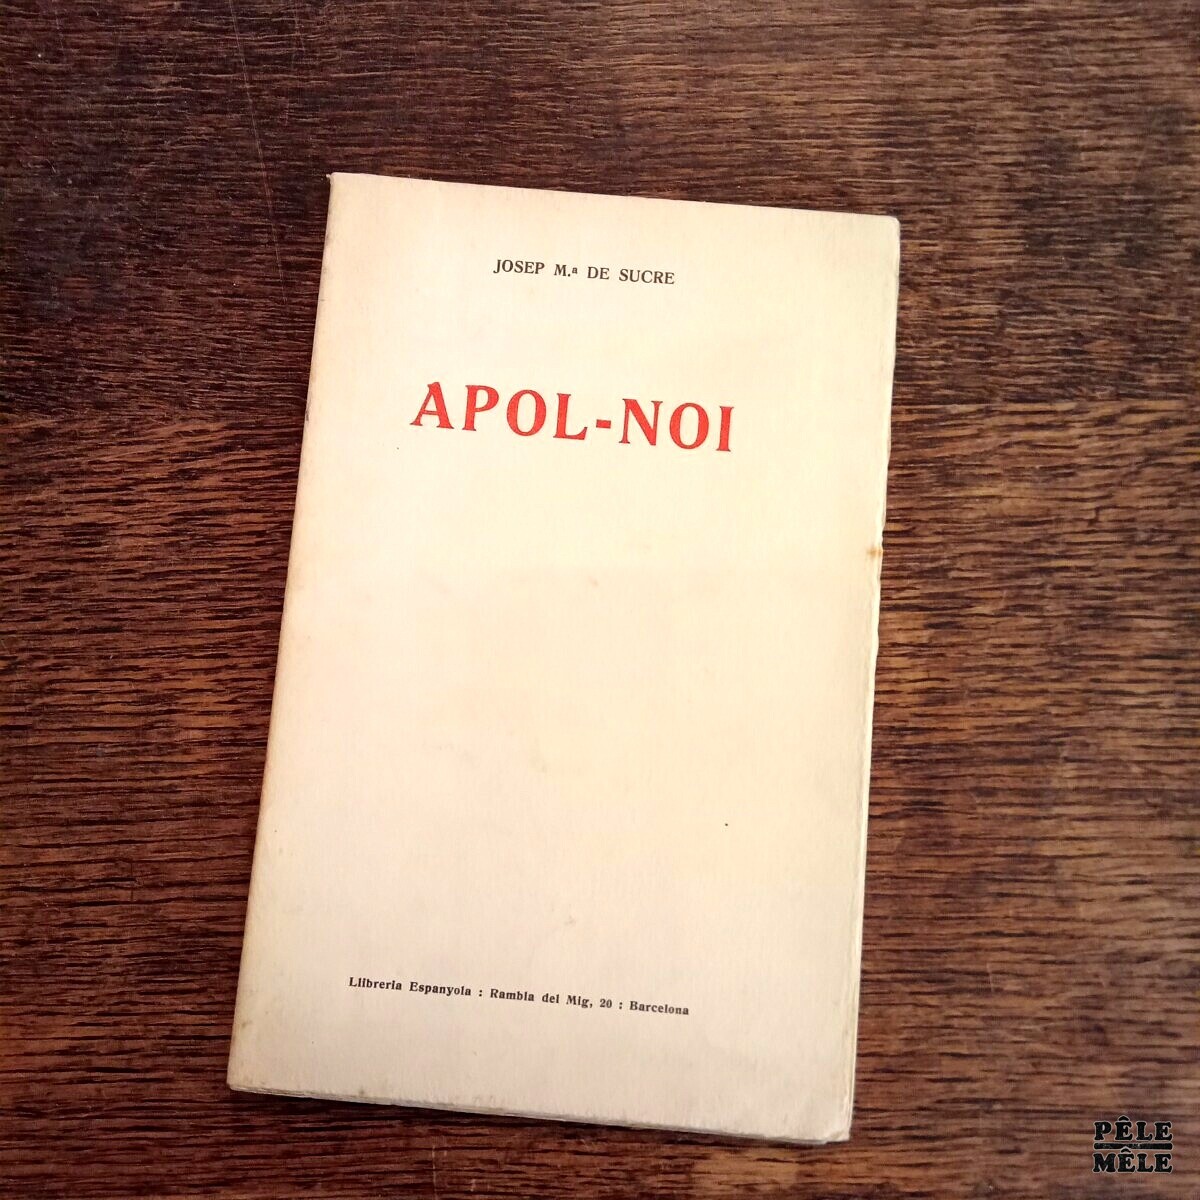 JOSEP M.ª DE SUCRE
APOL-NOI
Llibreria Espanyola : Rambla del Mig, 20 : Barcelona
PÊLE
MÊLE